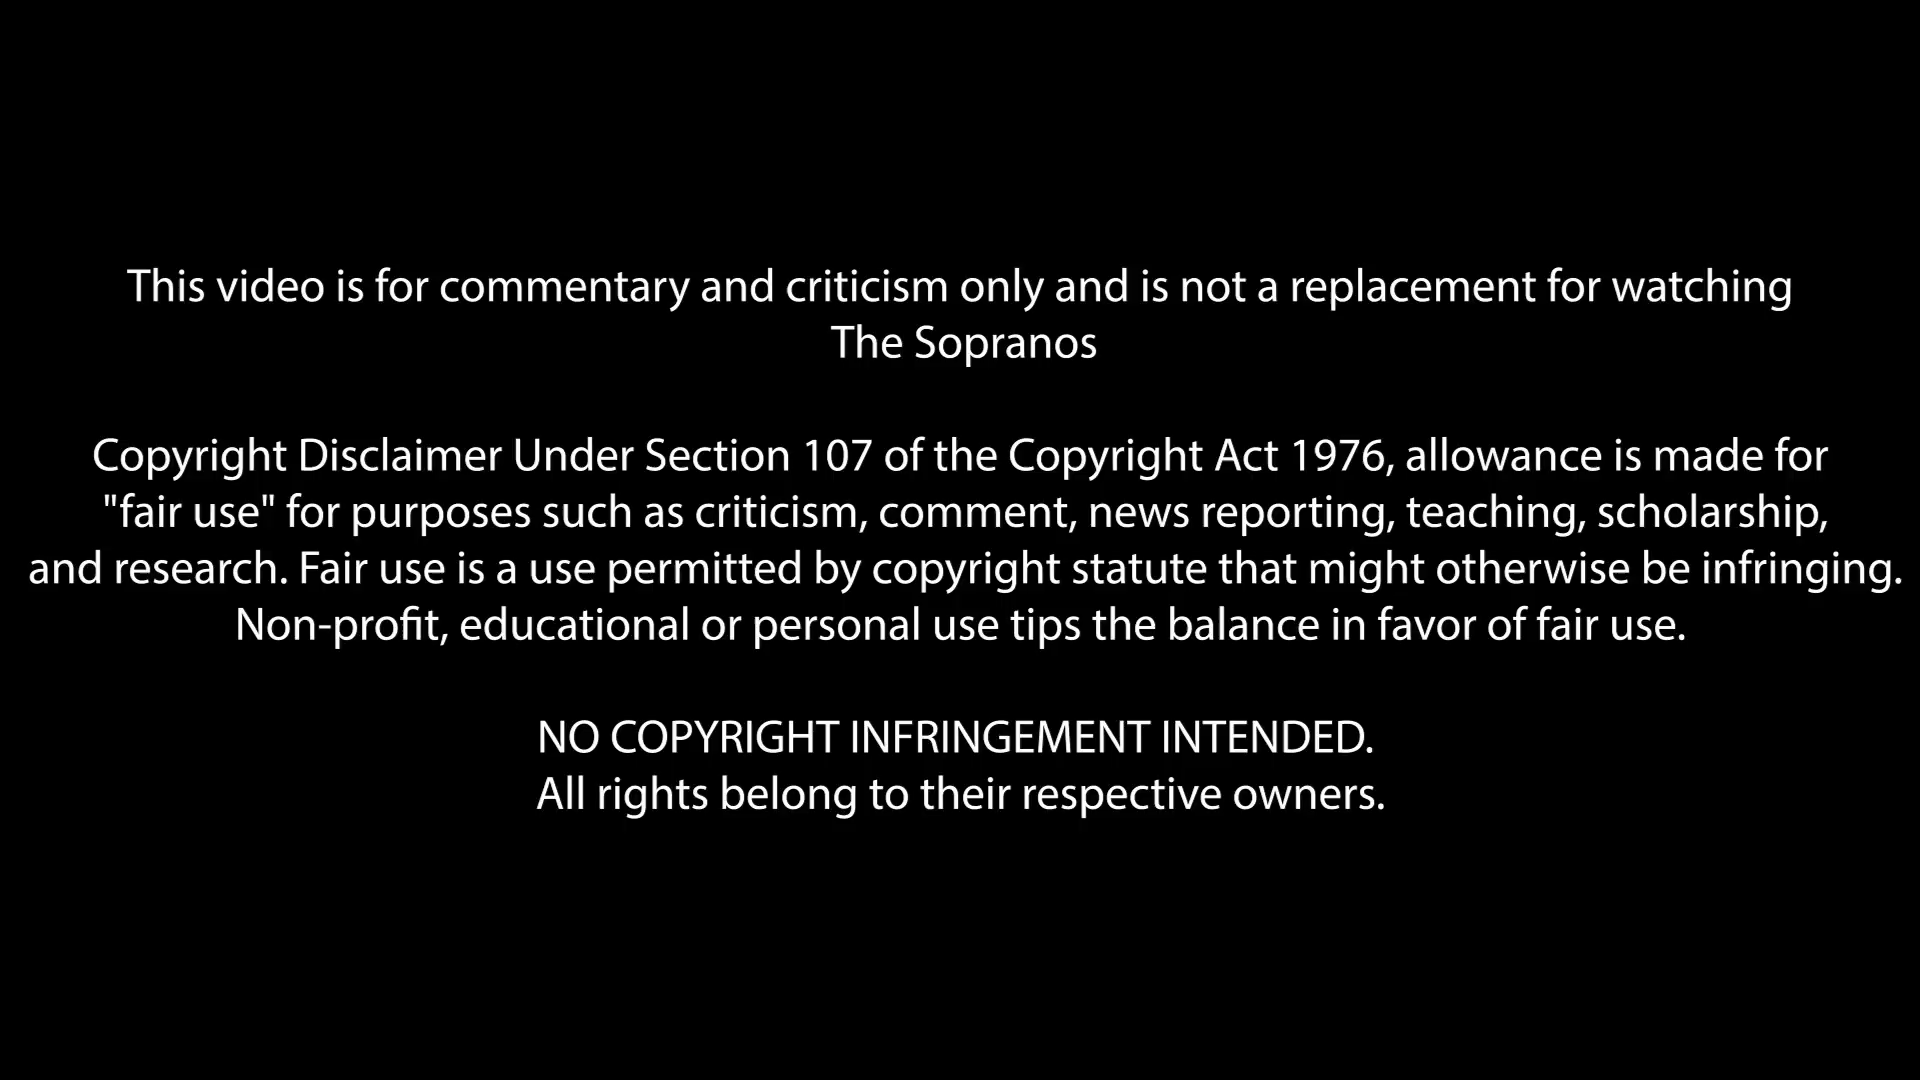 This video is for commentary and criticism only and is not a replacement for watching
The Sopranos
Copyright Disclaimer Under Section 107 of the Copyright Act 1976, allowance is made for
"fair use" for purposes such as criticism, comment, news reporting, teaching, scholarship,
and research. Fair use is a use permitted by copyright statute that might otherwise be infringing.
Non-profit, educational or personal use tips the balance in favor of fair use.
NO COPYRIGHT INFRINGEMENT INTENDED.
All rights belong to their respective owners.